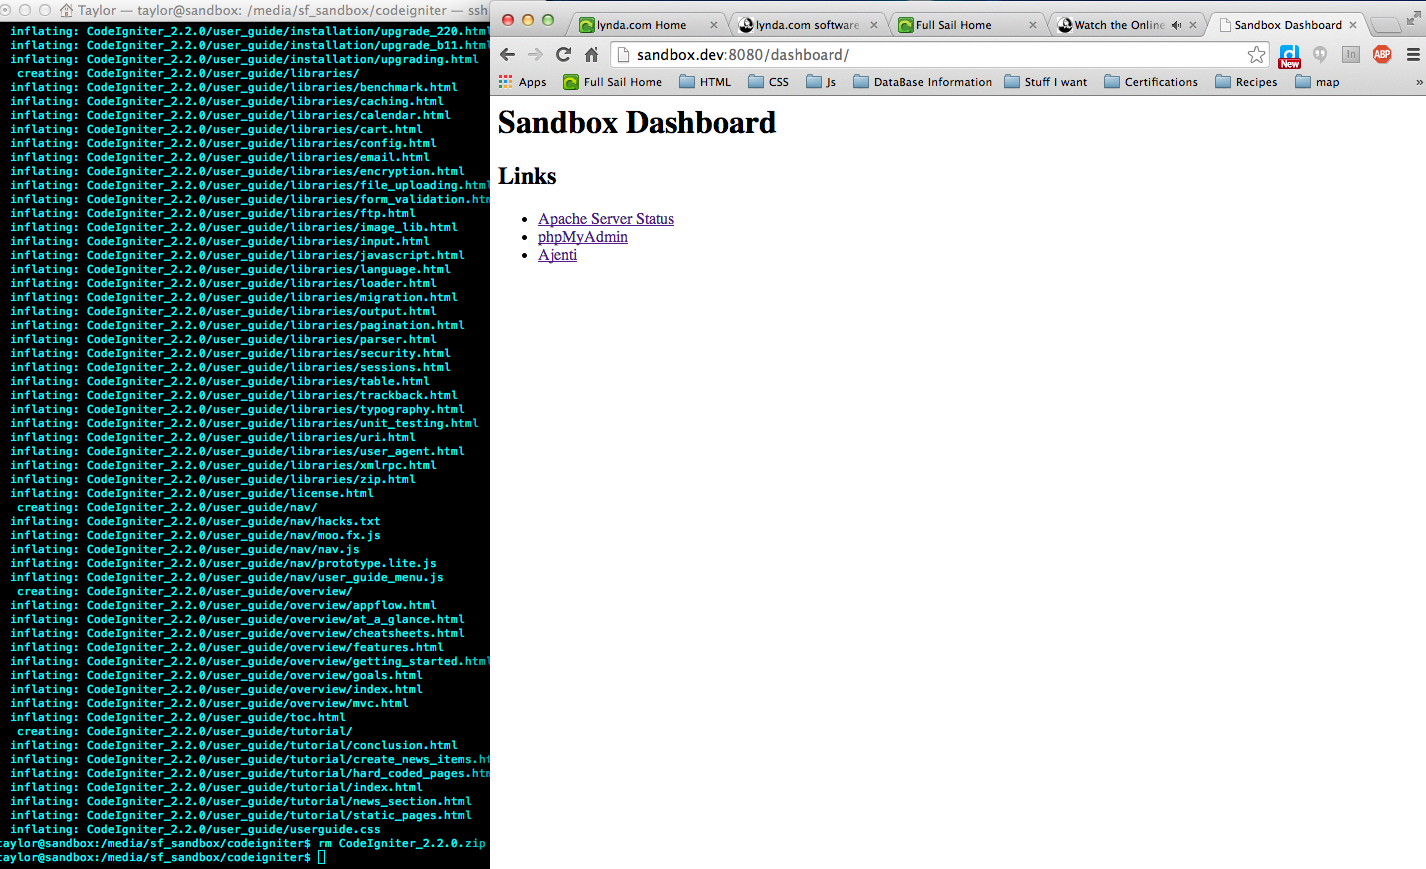 Taylor — taylor@sandbox: /media/sf_sandbox/codeigniter — ssh
inflating: CodeIgniter_2.2.0/user_guide/installation/upgrade_220.html
inflating: CodeIgniter_2.2.0/user_guide/installation/upgrade_b11.html
inflating: CodeIgniter_2.2.0/user_guide/installation/upgrading.html
creating: CodeIgniter_2.2.0/user_guide/libraries/
inflating: CodeIgniter_2.2.0/user_guide/libraries/benchmark.html
inflating: CodeIgniter_2.2.0/user_guide/libraries/caching.html
inflating: CodeIgniter_2.2.0/user_guide/libraries/calendar.html
inflating: CodeIgniter_2.2.0/user_guide/libraries/cart.html
inflating: CodeIgniter_2.2.0/user_guide/libraries/config.html
inflating: CodeIgniter_2.2.0/user_guide/libraries/email.html
inflating: CodeIgniter_2.2.0/user_guide/libraries/encryption.html
inflating: CodeIgniter_2.2.0/user_guide/libraries/file_uploading.html
inflating: CodeIgniter_2.2.0/user_guide/libraries/form_validation.htm
inflating: CodeIgniter_2.2.0/user_guide/libraries/ftp.html
inflating: CodeIgniter_2.2.0/user_guide/libraries/image_lib.html
inflating: CodeIgniter_2.2.0/user_guide/libraries/input.html
inflating: CodeIgniter_2.2.0/user_guide/libraries/javascript.html
inflating: CodeIgniter_2.2.0/user_guide/libraries/language.html
inflating: CodeIgniter_2.2.0/user_guide/libraries/loader.html
inflating: CodeIgniter_2.2.0/user_guide/libraries/migration.html
inflating: CodeIgniter_2.2.0/user_guide/libraries/output.html
inflating: CodeIgniter_2.2.0/user_guide/libraries/pagination.html
inflating: CodeIgniter_2.2.0/user_guide/libraries/parser.html
inflating: CodeIgniter_2.2.0/user_guide/libraries/security.html
inflating: CodeIgniter_2.2.0/user_guide/libraries/sessions.html
inflating: CodeIgniter_2.2.0/user_guide/libraries/table.html
inflating: CodeIgniter_2.2.0/user_guide/libraries/trackback.html
inflating: CodeIgniter_2.2.0/user_guide/libraries/typography.html
inflating: CodeIgniter_2.2.0/user_guide/libraries/unit_testing.html
inflating: CodeIgniter_2.2.0/user_guide/libraries/uri.html
inflating: CodeIgniter_2.2.0/user_guide/libraries/user_agent.html
inflating: CodeIgniter_2.2.0/user_guide/libraries/xmlrpc.html
inflating: CodeIgniter_2.2.0/user_guide/libraries/zip.html
inflating: CodeIgniter_2.2.0/user_guide/license.html
creating: CodeIgniter_2.2.0/user_guide/nav/
inflating: CodeIgniter_2.2.0/user_guide/nav/hacks.txt
inflating: CodeIgniter_2.2.0/user_guide/nav/moo.fx.js
inflating: CodeIgniter_2.2.0/user_guide/nav/nav.js
inflating: CodeIgniter_2.2.0/user_guide/nav/prototype.lite.js
inflating: CodeIgniter_2.2.0/user_guide/nav/user_guide_menu.js
creating: CodeIgniter_2.2.0/user_guide/overview/
inflating: CodeIgniter_2.2.0/user_guide/overview/appflow.html
inflating: CodeIgniter_2.2.0/user_guide/overview/at_a_glance.html
inflating: CodeIgniter_2.2.0/user_guide/overview/cheatsheets.html
inflating: CodeIgniter_2.2.0/user_guide/overview/features.html
inflating: CodeIgniter_2.2.0/user_guide/overview/getting_started.html
inflating: CodeIgniter_2.2.0/user_guide/overview/goals.html
inflating: CodeIgniter_2.2.0/user_guide/overview/index.html
inflating: CodeIgniter_2.2.0/user_guide/overview/mvc.html
inflating: CodeIgniter_2.2.0/user_guide/toc.html
creating: CodeIgniter_2.2.0/user_guide/tutorial/
inflating: CodeIgniter_2.2.0/user_guide/tutorial/conclusion.html
inflating: CodeIgniter_2.2.0/user_guide/tutorial/create_news_items.ht
inflating: CodeIgniter_2.2.0/user_guide/tutorial/hard_coded_pages.htm
inflating: CodeIgniter_2.2.0/user_guide/tutorial/index.html
inflating: CodeIgniter_2.2.0/user_guide/tutorial/news_section.html
inflating: CodeIgniter_2.2.0/user_guide/tutorial/static_pages.html
inflating: CodeIgniter_2.2.0/user_guide/userguide.css
taylor@sandbox:/media/sf_sandbox/codeigniter$ rm CodeIgniter_2.2.0.zip
taylor@sandbox:/media/sf_sandbox/codeigniter$
lynda.com Home
lynda.com software
Full Sail Home
Watch the Online
Sandbox Dashboard
sandbox.dev:8080/dashboard/
d New
In
ABP
Apps
Full Sail Home
HTML
CSS
Js
DataBase Information
Stuff I want
Certifications
Recipes
map
»
Sandbox Dashboard
Links
Apache Server Status
phpMyAdmin
Ajenti